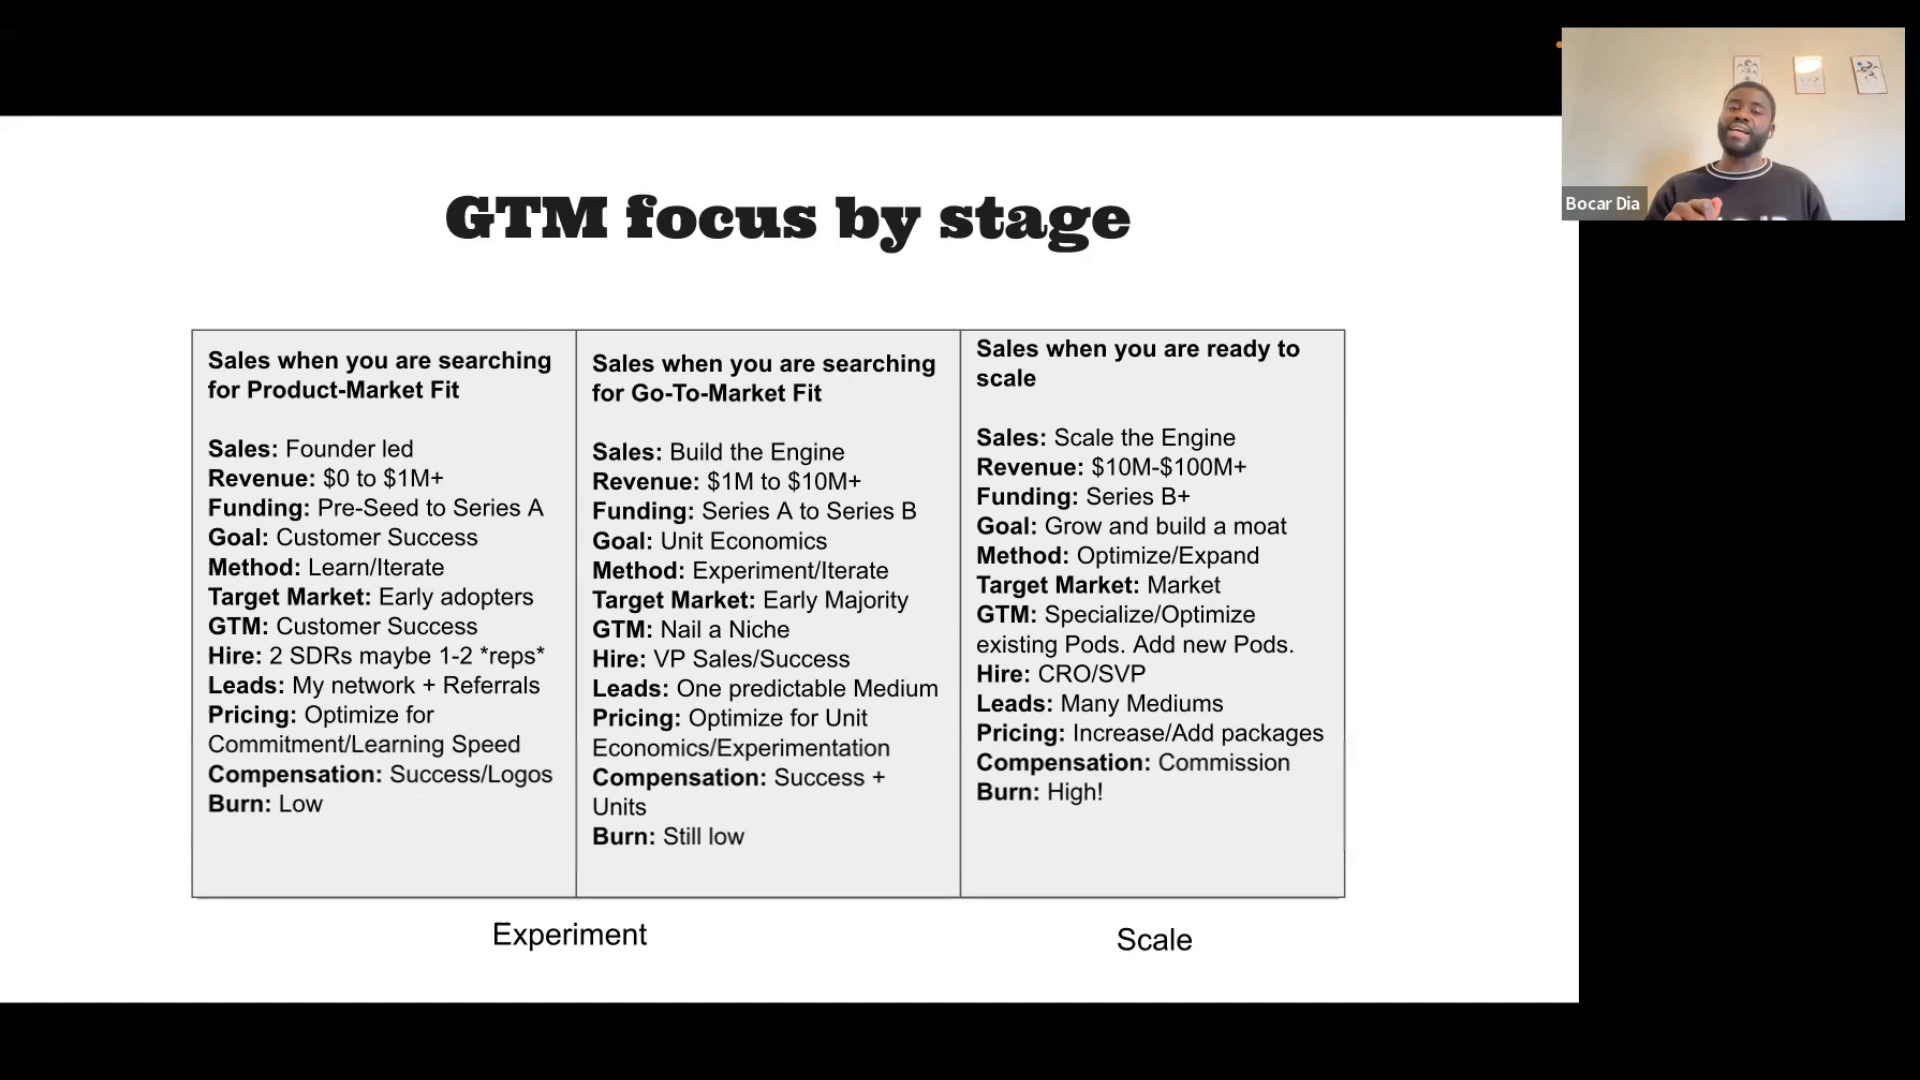 GTM focus by stage
Sales when you are searching
for Product-Market Fit
Sales: Founder led
Revenue: $0 to $1M+
Funding: Pre-Seed to Series A
Goal: Customer Success
Method: Learn/Iterate
Target Market: Early adopters
GTM: Customer Success
Hire: 2 SDRs maybe 1-2 *reps*
Leads: My network + Referrals
Pricing: Optimize for
Commitment/Learning Speed
Compensation: Success/Logos
Burn: Low
Sales when you are searching
for Go-To-Market Fit
Sales: Build the Engine
Revenue: $1M to $10M+
Funding: Series A to Series B
Goal: Unit Economics
Method: Experiment/Iterate
Target Market: Early Majority
GTM: Nail a Niche
Hire: VP Sales/Success
Leads: One predictable Medium
Pricing: Optimize for Unit
Economics/Experimentation
Compensation: Success +
Units
Burn: Still low
Sales when you are ready to
scale
Sales: Scale the Engine
Revenue: $10M-$100M+
Funding: Series B+
Goal: Grow and build a moat
Method: Optimize/Expand
Target Market: Market
GTM: Specialize/Optimize
existing Pods. Add new Pods.
Hire: CRO/SVP
Leads: Many Mediums
Pricing: Increase/Add packages
Compensation: Commission
Burn: High!
Experiment
Scale
Bocar Dia